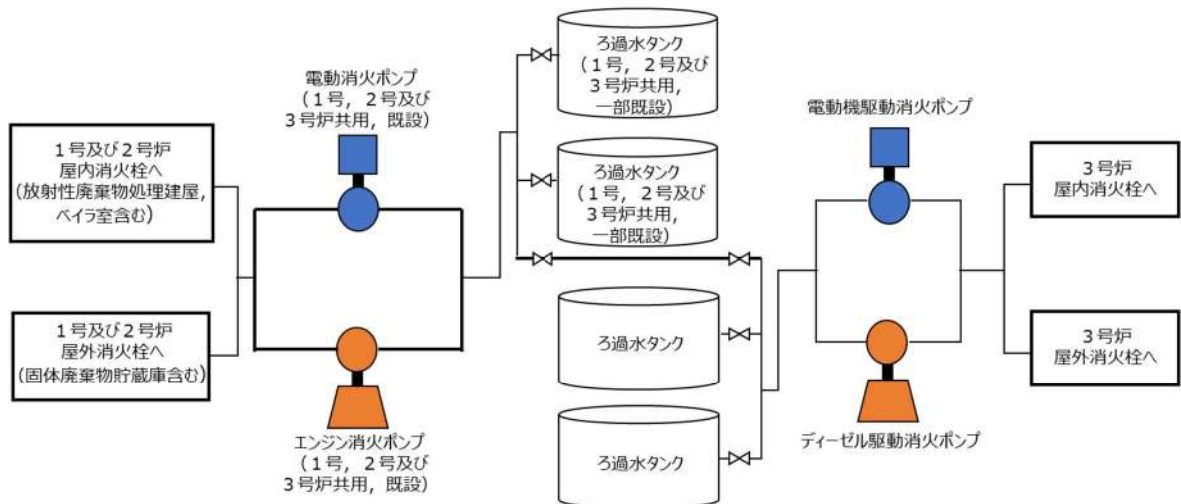 電動消火ポンプ
(1号,2号及び
3号炉共用,既設)
1号及び2号炉
屋内消火栓へ
(放射性廃棄物処理建屋,
ベイラ室含む)
1号及び2号炉
屋外消火栓へ
(固体廃棄物貯蔵庫含む)
エンジン消火ポンプ
(1号,2号及び
3号炉共用,既設)
ろ過水タンク
(1号,2号及び
3号炉共用,
一部既設)
ろ過水タンク
(1号,2号及び
3号炉共用,
一部既設)
ろ過水タンク
ろ過水タンク
電動機駆動消火ポンプ
ディーゼル駆動消火ポンプ
3号炉
屋内消火栓へ
3号炉
屋外消火栓へ